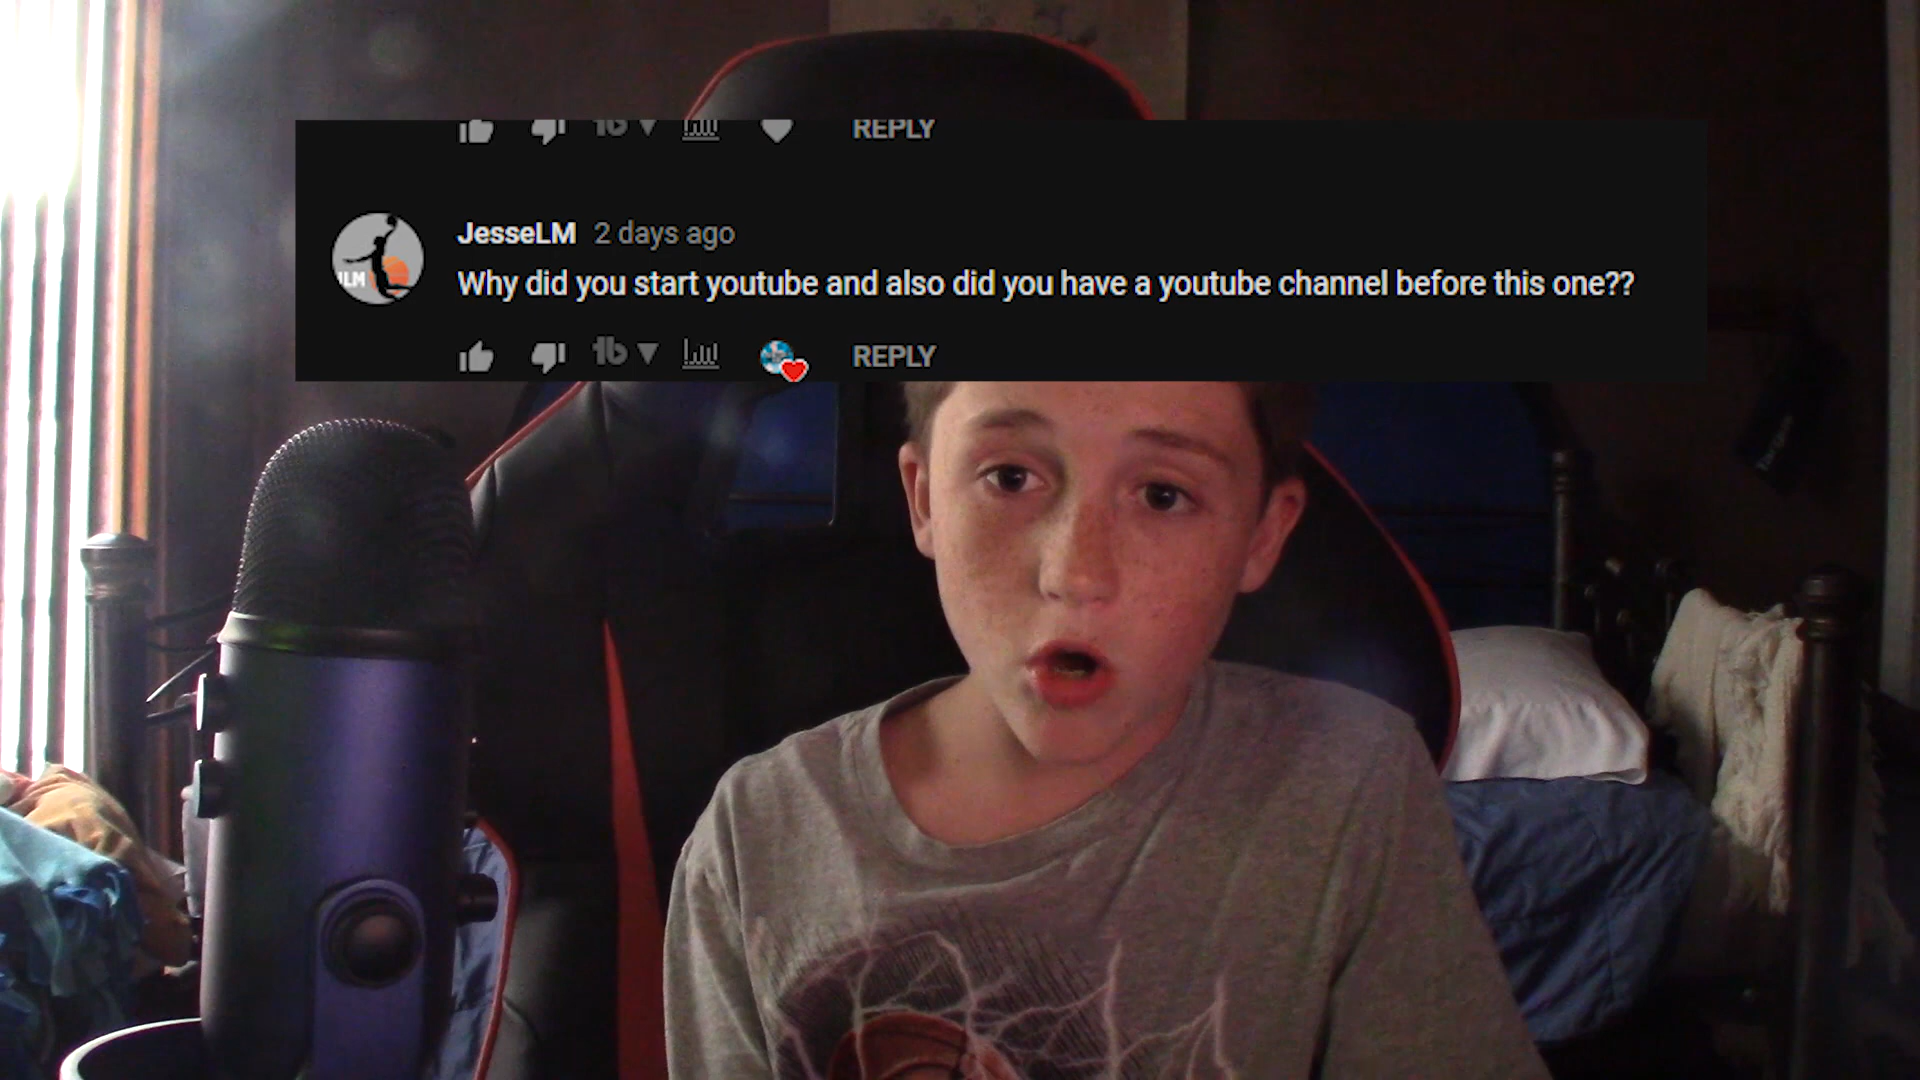 REPLY
JesseLM 2 days ago
JLM
Why did you start youtube and also did you have a youtube channel before this one??
REPLY